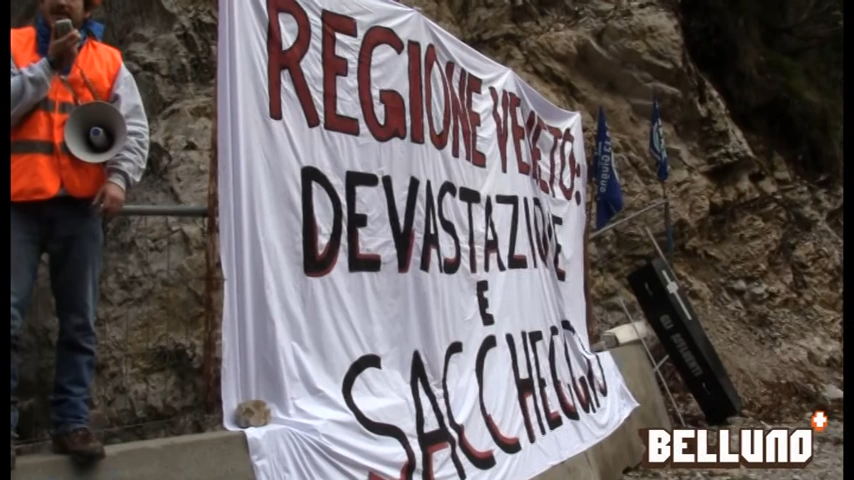 REGIONE VENETO:
DEVASTAZIONE
E
SACCHEGGIO
BELLUNO+